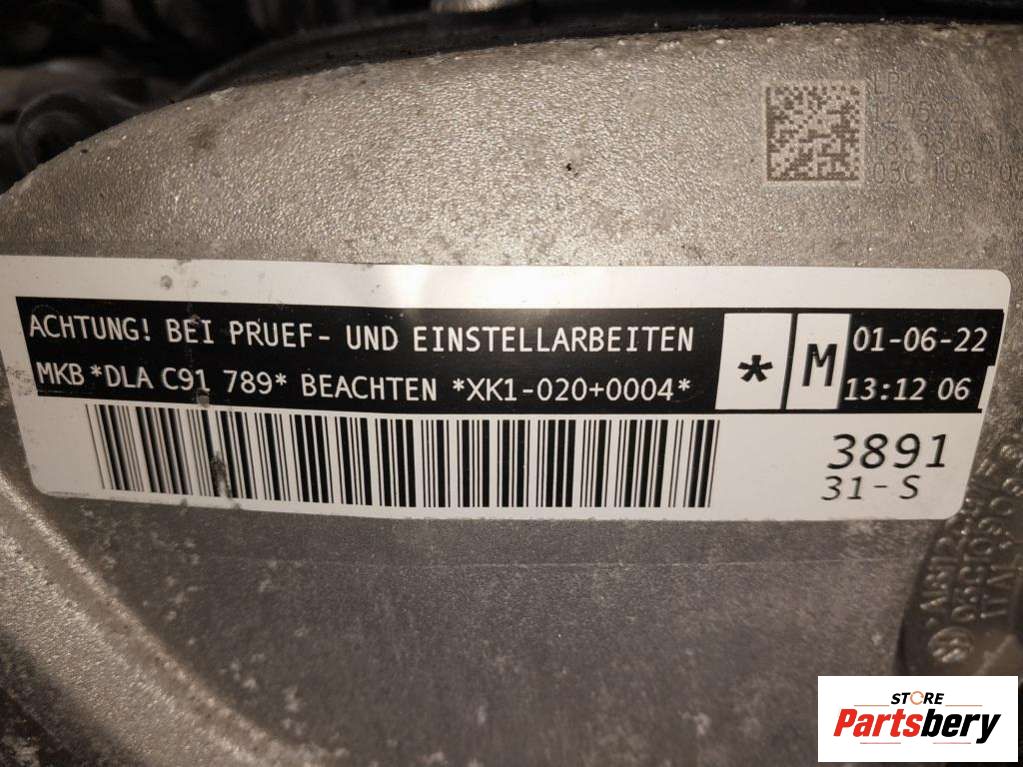 ACHTUNG! BEI PRUEF- UND EINSTELLARBEITEN
MKB *DLA C91 789* BEACHTEN *XK1-020+0004*
* M
01-06-22
13:12 06
3891
31-S
STORE
Partsbery